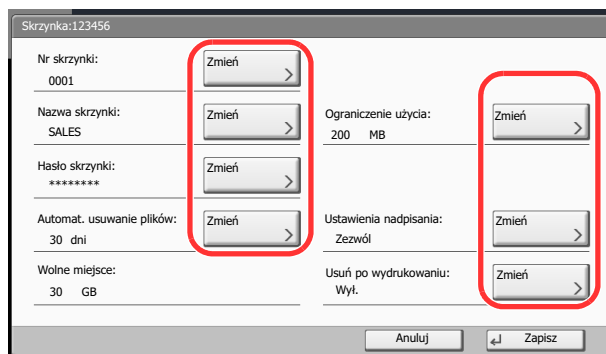 Skrzynka:123456
Nr skrzynki:
0001
Zmień
Nazwa skrzynki:
SALES
Zmień
Ograniczenie użycia:
200 MB
Zmień
Hasło skrzynki:
********
Zmień
Automat. usuwanie plików:
30 dni
Zmień
Ustawienia nadpisania:
Zezwól
Zmień
Wolne miejsce:
30 GB
Usuń po wydrukowaniu:
Wył.
Zmień
Anuluj
Zapisz